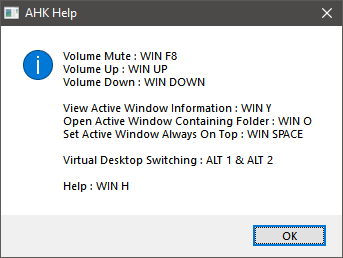 AHK Help
Volume Mute : WIN F8
Volume Up : WIN UP
Volume Down : WIN DOWN
View Active Window Information : WIN Y
Open Active Window Containing Folder : WIN O
Set Active Window Always On Top : WIN SPACE
Virtual Desktop Switching : ALT 1 & ALT 2
Help : WIN H
OK